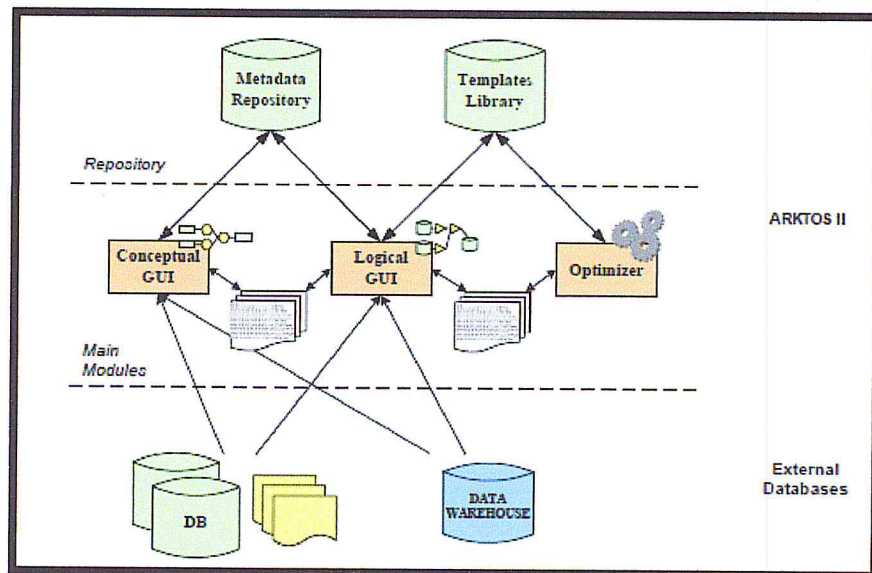 Metadata
Repository
Templates
Library
Repository
ARKTOS II
Conceptual
GUI
Logical
GUI
Optimizer
Main
Modules
External
Databases
DB
DATA
WAREHOUSE